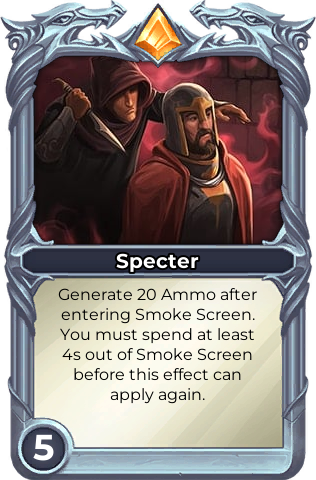 Specter
Generate 20 Ammo after
entering Smoke Screen.
You must spend at least
4s out of Smoke Screen
before this effect can
apply again.
5